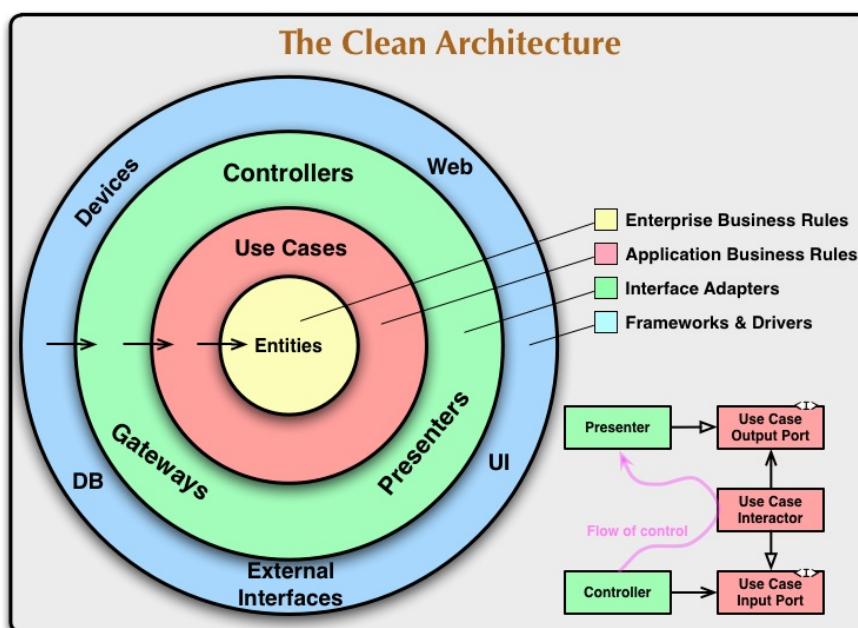 The Clean Architecture
Devices
Web
Controllers
Use Cases
Entities
Gateways
Presenters
DB
UI
External
Interfaces
Enterprise Business Rules
Application Business Rules
Interface Adapters
Frameworks & Drivers
Presenter
<I>
Use Case
Output Port
Flow of control
Use Case
Interactor
Controller
<I>
Use Case
Input Port